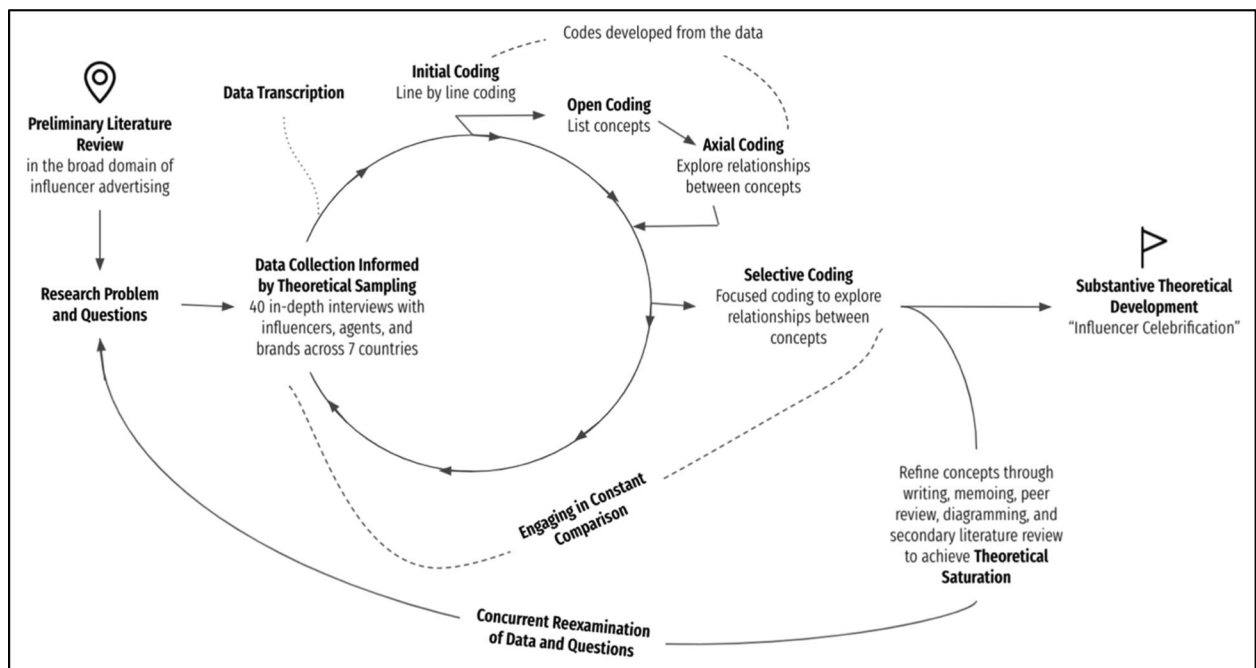 Codes developed from the data
Preliminary Literature
Review
in the broad domain of
influencer advertising
Data Transcription
Initial Coding
Line by line coding
Open Coding
List concepts
Axial Coding
Explore relationships
between concepts
Research Problem
and Questions
Data Collection Informed
by Theoretical Sampling
40 in-depth interviews with
influencers, agents, and
brands across 7 countries
Selective Coding
Focused coding to explore
relationships between
concepts
Substantive Theoretical
Development
“Influencer Celebrification”
Engaging in Constant
Comparison
Refine concepts through
writing, memoing, peer
review, diagramming, and
secondary literature review
to achieve Theoretical
Saturation
Concurrent Reexamination
of Data and Questions